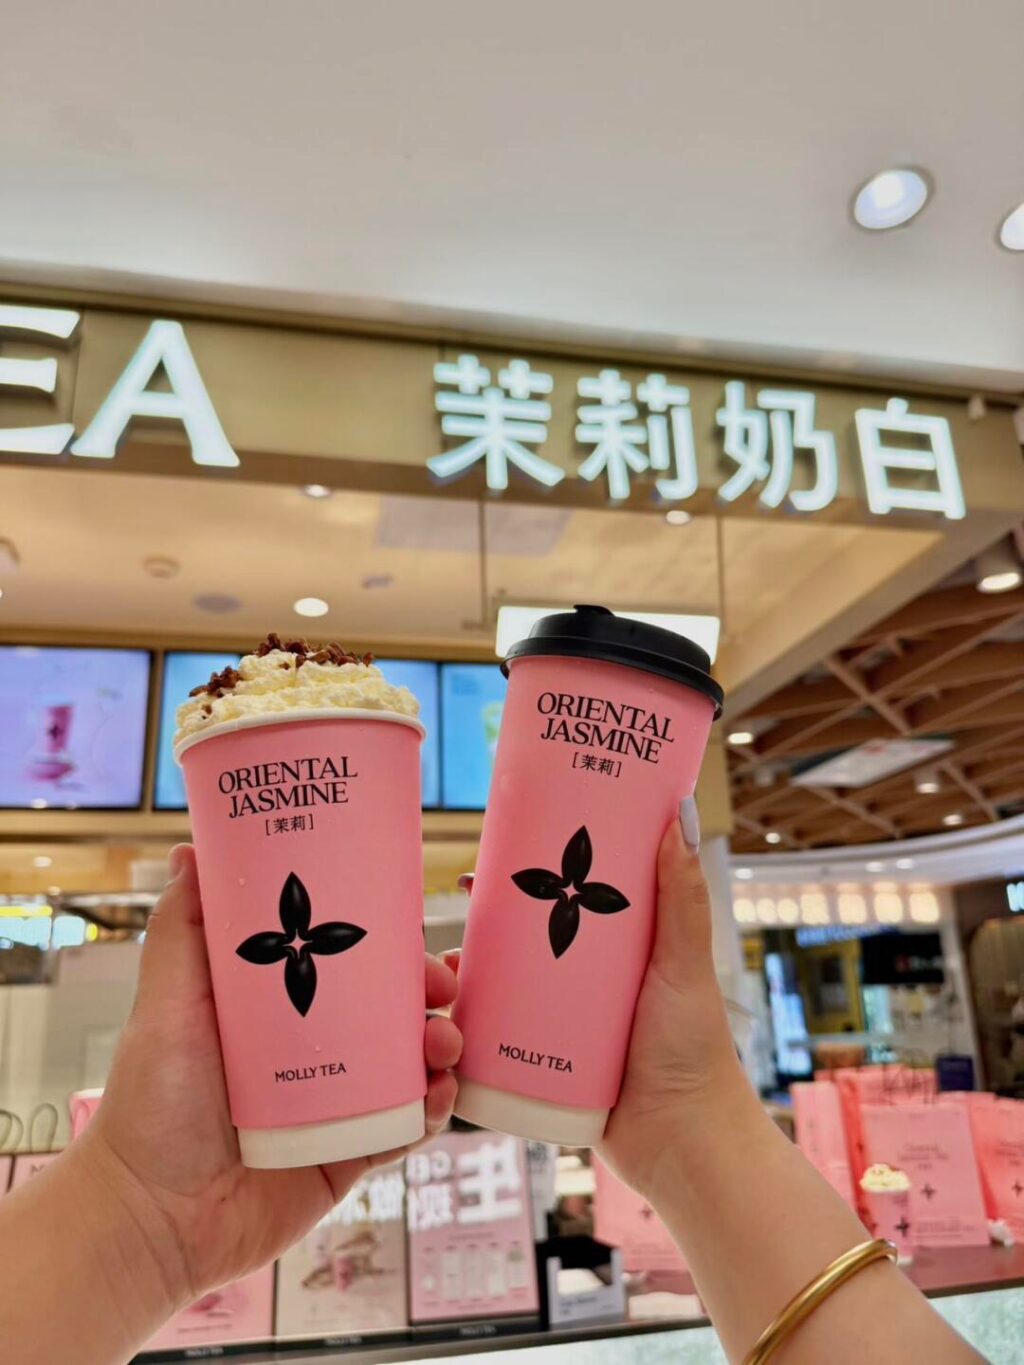 EA 茉莉奶白
ORIENTAL
JASMINE
[茉莉]
MOLLY TEA
ORIENTAL
JASMINE
[茉莉]
MOLLY TEA